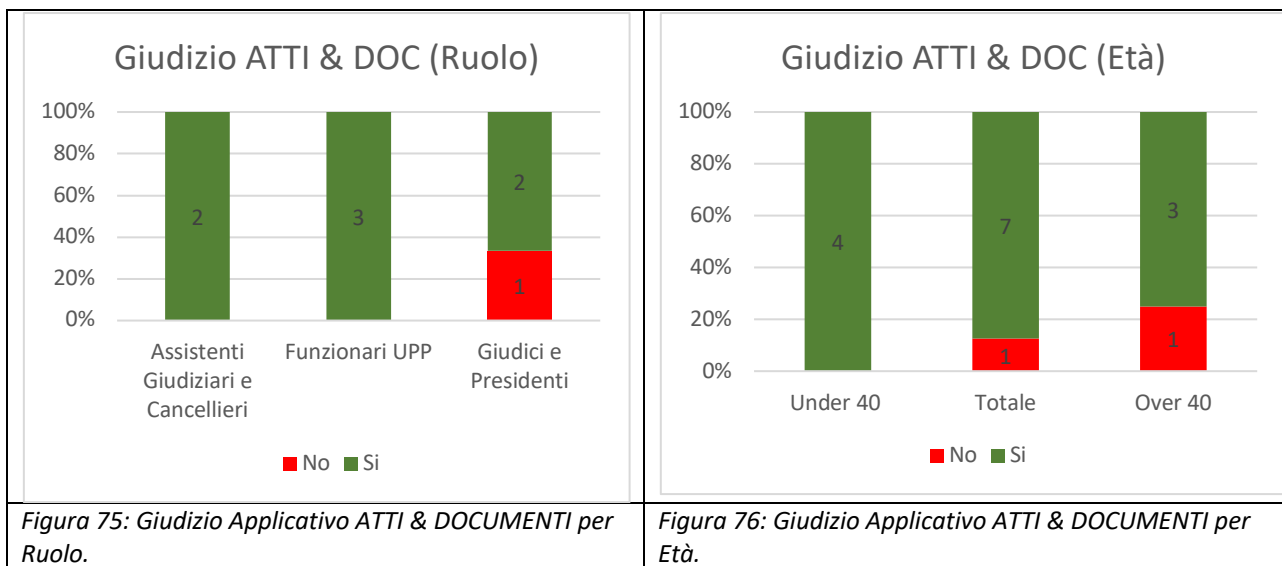 Giudizio ATTI & DOC (Ruolo)
100%
80%
60%
40%
20%
0%
2
3
2
1
Assistenti
Giudiziari e
Cancellieri
Funzionari UPP
Giudici e
Presidenti
No Si
Figura 75: Giudizio Applicativo ATTI & DOCUMENTI per
Ruolo.
Giudizio ATTI & DOC (Età)
100%
80%
60%
40%
20%
0%
4
7
1
3
1
Under 40
Totale
Over 40
No Si
Figura 76: Giudizio Applicativo ATTI & DOCUMENTI per
Età.